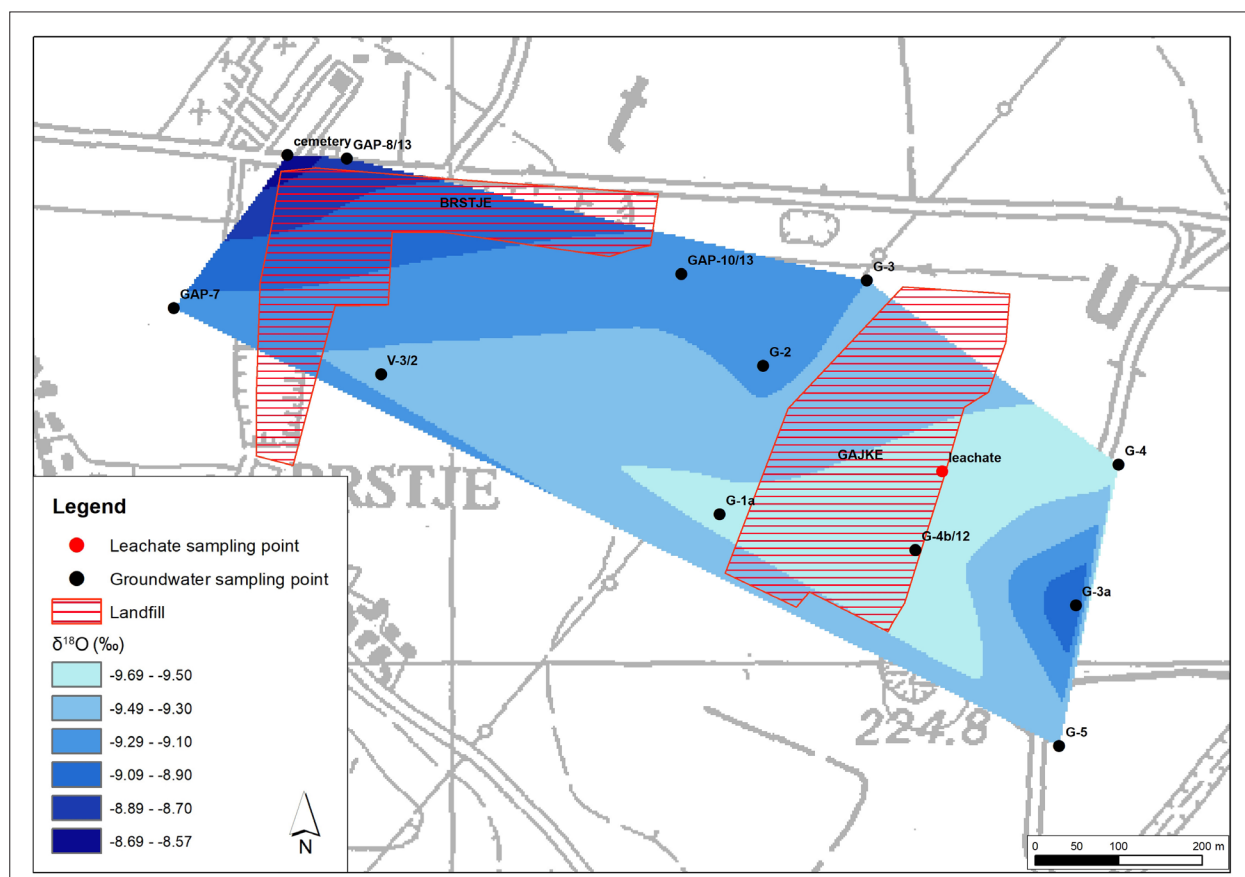 cemetery
GAP-8/13
BRSTJE
GAP-10/13
G-3
GAP-7
G-2
V-3/2
GAJKE
leachate
G-4
BRSTJE
G-1a
G-4b/12
G-3a
224.8
G-5
Legend
Leachate sampling point
Groundwater sampling point
Landfill
δ¹⁸O (‰)
-9.69 - -9.50
-9.49 - -9.30
-9.29 - -9.10
-9.09 - -8.90
-8.89 - -8.70
-8.69 - -8.57
N
0 50 100 200 m